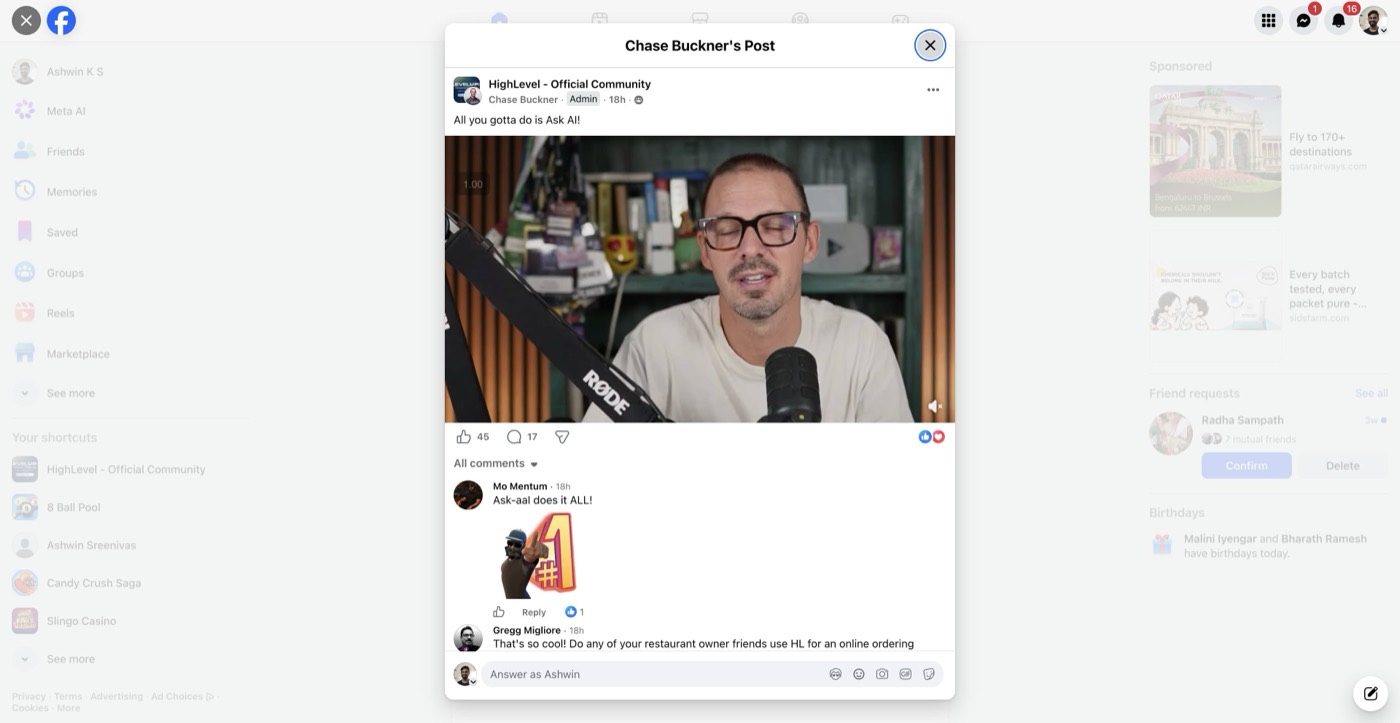 1
16
Ashwin K S
Meta AI
Friends
Memories
Saved
Groups
Reels
Marketplace
See more
Your shortcuts
HighLevel - Official Community
8 Ball Pool
Ashwin Sreenivas
Candy Crush Saga
Slingo Casino
See more
Privacy · Terms · Advertising · Ad Choices ·
Cookies · More
Chase Buckner's Post
HighLevel - Official Community
Chase Buckner · Admin · 18h ·
All you gotta do is Ask AI!
1.00
RØDE
45
17
All comments
Mo Mentum · 18h
Ask-aal does it ALL!
#1
Reply
1
Gregg Migliore · 18h
That's so cool! Do any of your restaurant owner friends use HL for an online ordering
Answer as Ashwin
GIF
Sponsored
Fly to 170+
destinations
qatarairways.com
Bengaluru to Brussels
Every batch
tested, every
packet pure -...
sidsfarm.com
Friend requests
See all
Radha Sampath
3w
7 mutual friends
Confirm
Delete
Birthdays
Malini Iyengar and Bharath Ramesh
have birthdays today.